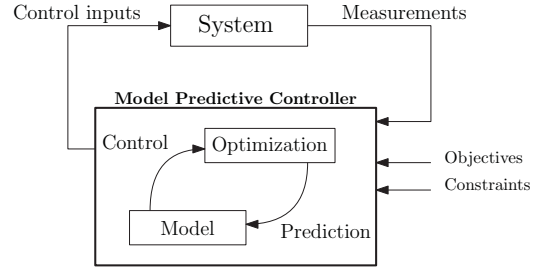 Control inputs
System
Measurements
Model Predictive Controller
Control
Optimization
Objectives
Constraints
Model
Prediction